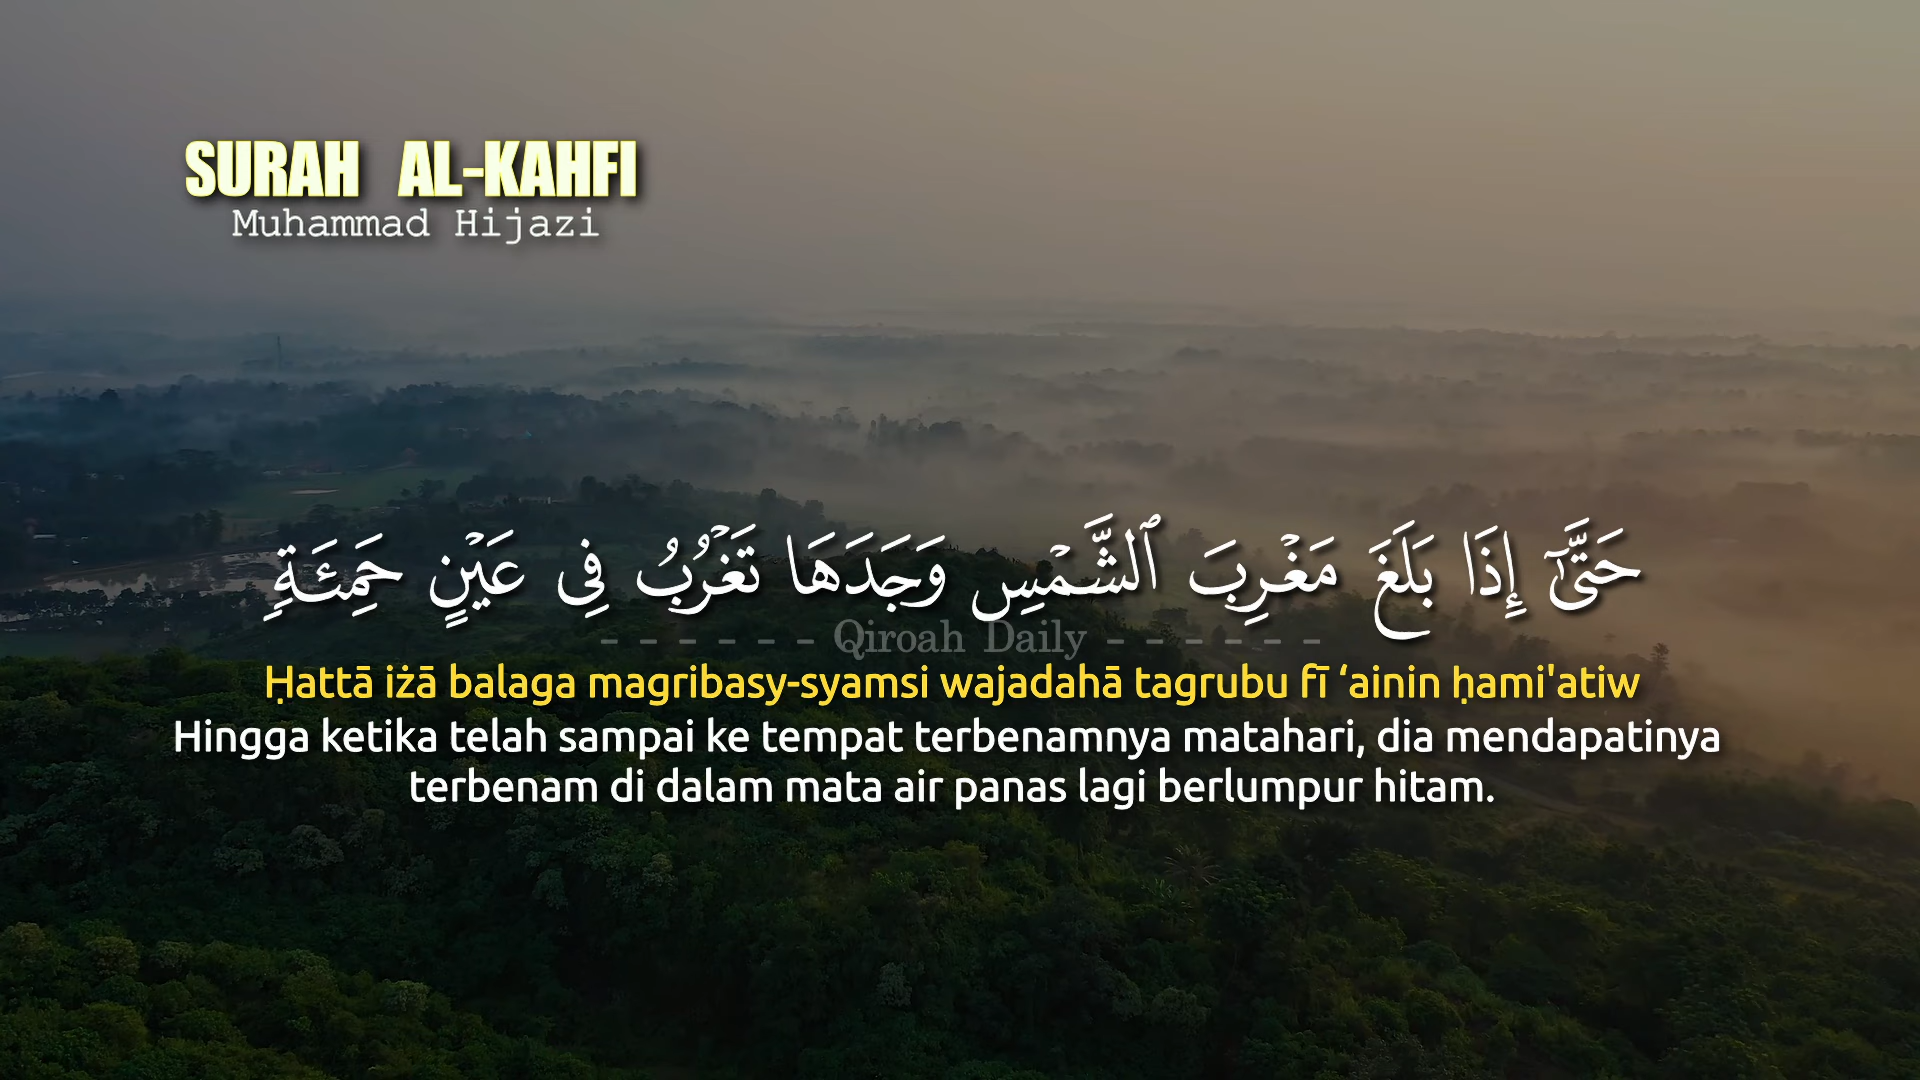 SURAH AL-KAHFI
Muhammad Hijazi
حَتَّىٰٓ إِذَا بَلَغَ مَغْرِبَ ٱلشَّمْسِ وَجَدَهَا تَغْرُبُ فِى عَيْنٍ حَمِئَةٍ
- - - - - - Qiroah Daily - - - - - -
Ḥattā iżā balaga magribasy-syamsi wajadahā tagrubu fī ‘ainin ḥami'atiw
Hingga ketika telah sampai ke tempat terbenamnya matahari, dia mendapatinya
terbenam di dalam mata air panas lagi berlumpur hitam.